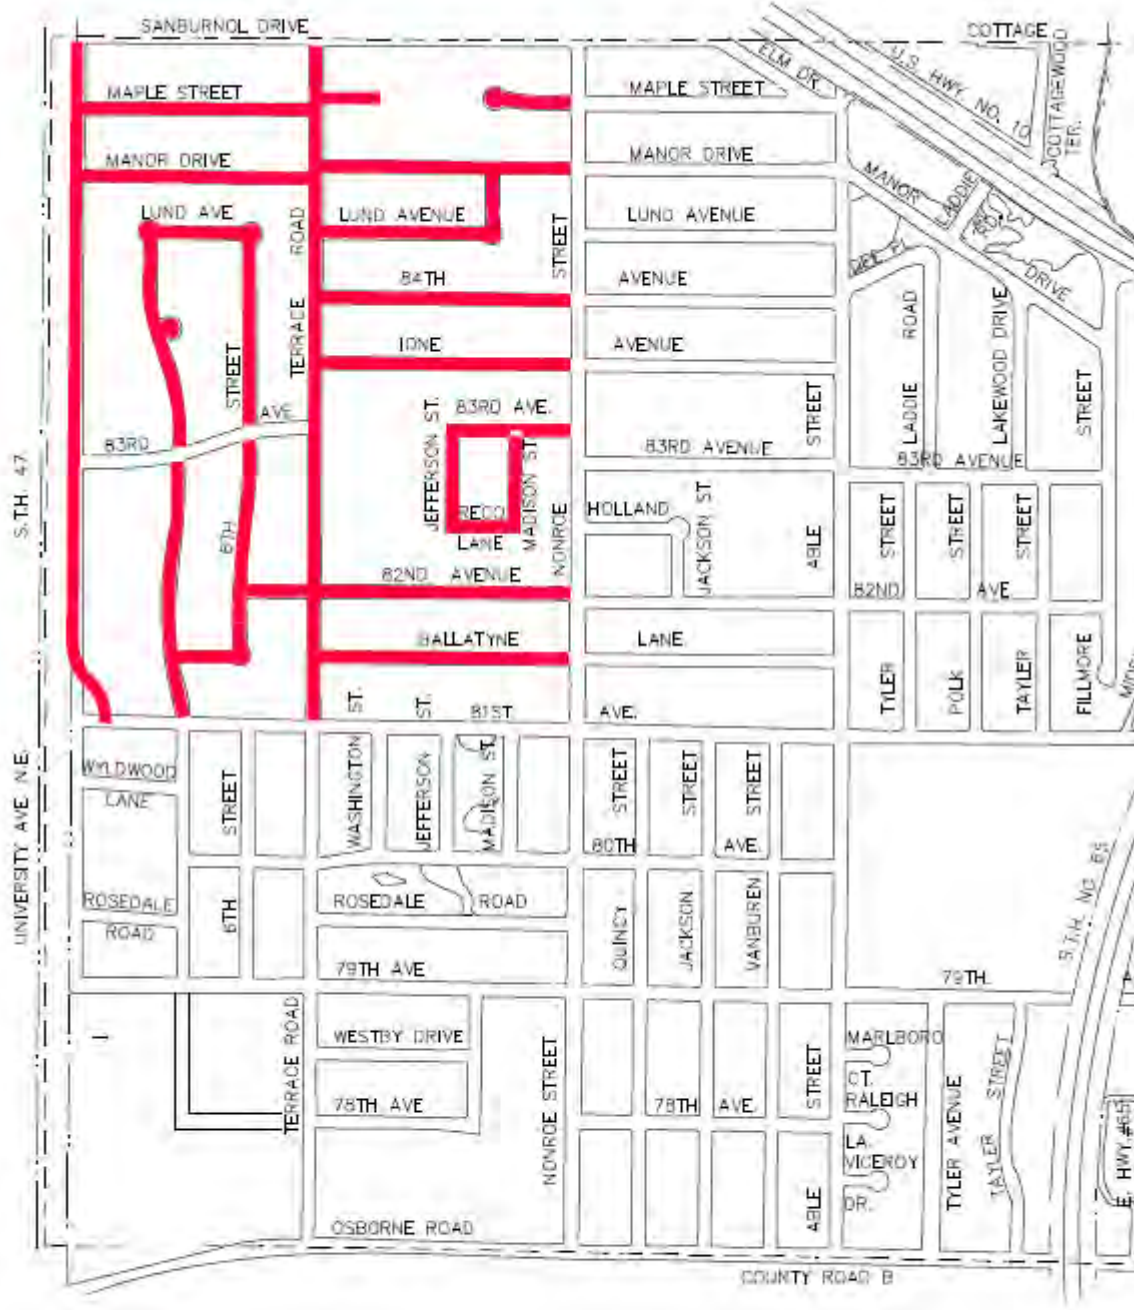 SANBURNOL DRIVE
COTTAGE
ELM DR.
U.S. HWY NO. 10
COTTAGEWOOD
TER.
MAPLE STREET
MAPLE STREET
MANOR DRIVE
MANOR DRIVE
MANOR
DRIVE
LADDIE
RD.
LUND AVE
LUND AVENUE
LUND AVENUE
TERRACE ROAD
STREET
84TH
AVENUE
IONE
AVENUE
LADDIE ROAD
LAKEWOOD DRIVE
STREET
STREET
STREET
AVE
83RD
83RD AVE.
83RD AVENUE
83RD AVENUE
S.T.H. 47
JEFFERSON ST.
MADISON ST.
RECO
LANE
MONROE
HOLLAND
JACKSON ST.
ABLE
STREET
STREET
STREET
82ND AVENUE
82ND
AVE
BALLATYNE
LANE
TYLER
POLK
TAYLER
FILLMORE
ST.
ST.
81ST
AVE.
UNIVERSITY AVE N.E.
WYLDWOOD
LANE
STREET
WASHINGTON
JEFFERSON
MADISON ST.
STREET
STREET
STREET
80TH
AVE.
ROSEDALE
ROAD
6TH
ROSEDALE
ROAD
QUINCY
JACKSON
VANBUREN
S.T.H. NO 65
79TH AVE
79TH
TERRACE ROAD
WESTBY DRIVE
MONROE STREET
STREET
MARLBORO
CT.
RALEIGH
78TH AVE
78TH AVE.
LA.
VICEROY
DR.
TYLER AVENUE
TAYLER STREET
E. HWY. #65
ABLE
OSBORNE ROAD
COUNTY ROAD B